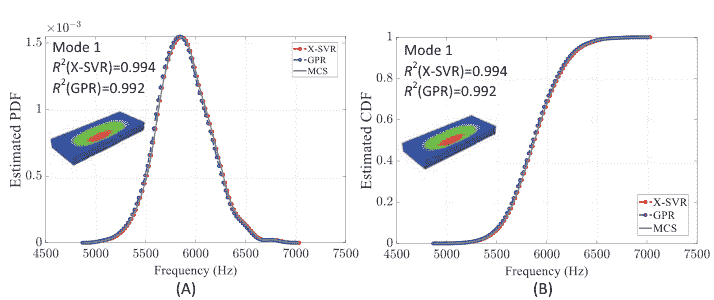 ×10⁻³
Mode 1
R²(X-SVR)=0.994
R²(GPR)=0.992
X-SVR
GPR
MCS
1.5
1
0.5
0
Estimated PDF
4500 5000 5500 6000 6500 7000 7500
Frequency (Hz)
(A)
Mode 1
R²(X-SVR)=0.994
R²(GPR)=0.992
1
0.8
0.6
0.4
0.2
0
Estimated CDF
X-SVR
GPR
MCS
4500 5000 5500 6000 6500 7000 7500
Frequency (Hz)
(B)